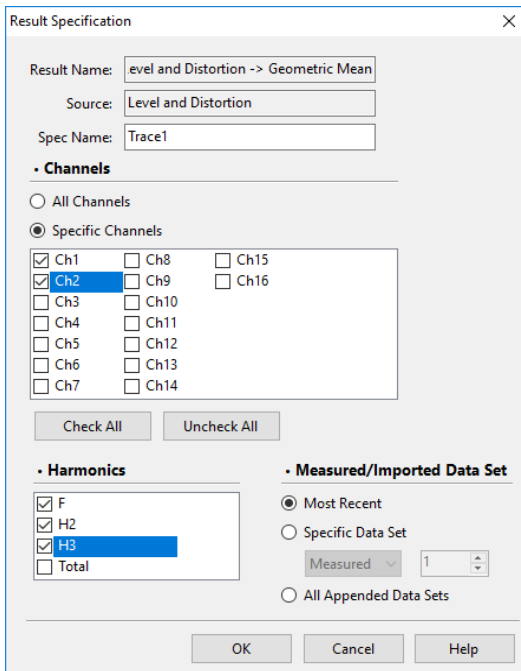 Result Specification
Result Name: .evel and Distortion -> Geometric Mean
Source: Level and Distortion
Spec Name: Trace1
• Channels
All Channels
Specific Channels
Ch1 Ch8 Ch15
Ch2 Ch9 Ch16
Ch3 Ch10
Ch4 Ch11
Ch5 Ch12
Ch6 Ch13
Ch7 Ch14
Check All Uncheck All
• Harmonics • Measured/Imported Data Set
F Most Recent
H2 Specific Data Set
H3 Measured 1
Total All Appended Data Sets
OK Cancel Help